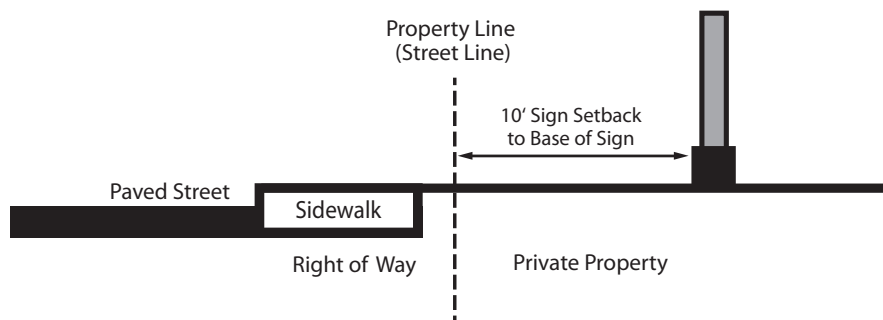 Property Line
(Street Line)
10‘ Sign Setback
to Base of Sign
Paved Street
Sidewalk
Right of Way
Private Property